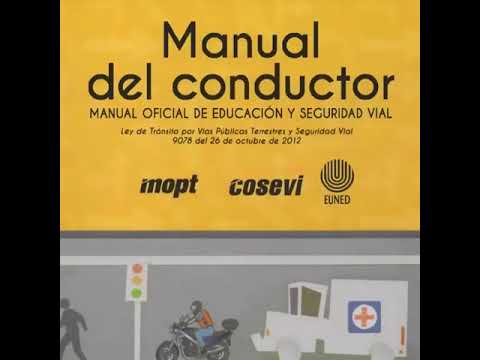 Manual
del conductor
MANUAL OFICIAL DE EDUCACIÓN Y SEGURIDAD VIAL
Ley de Tránsito por Vías Públicas Terrestres y Seguridad Vial
9078 del 26 de octubre de 2012
mopt cosevi
EUNED